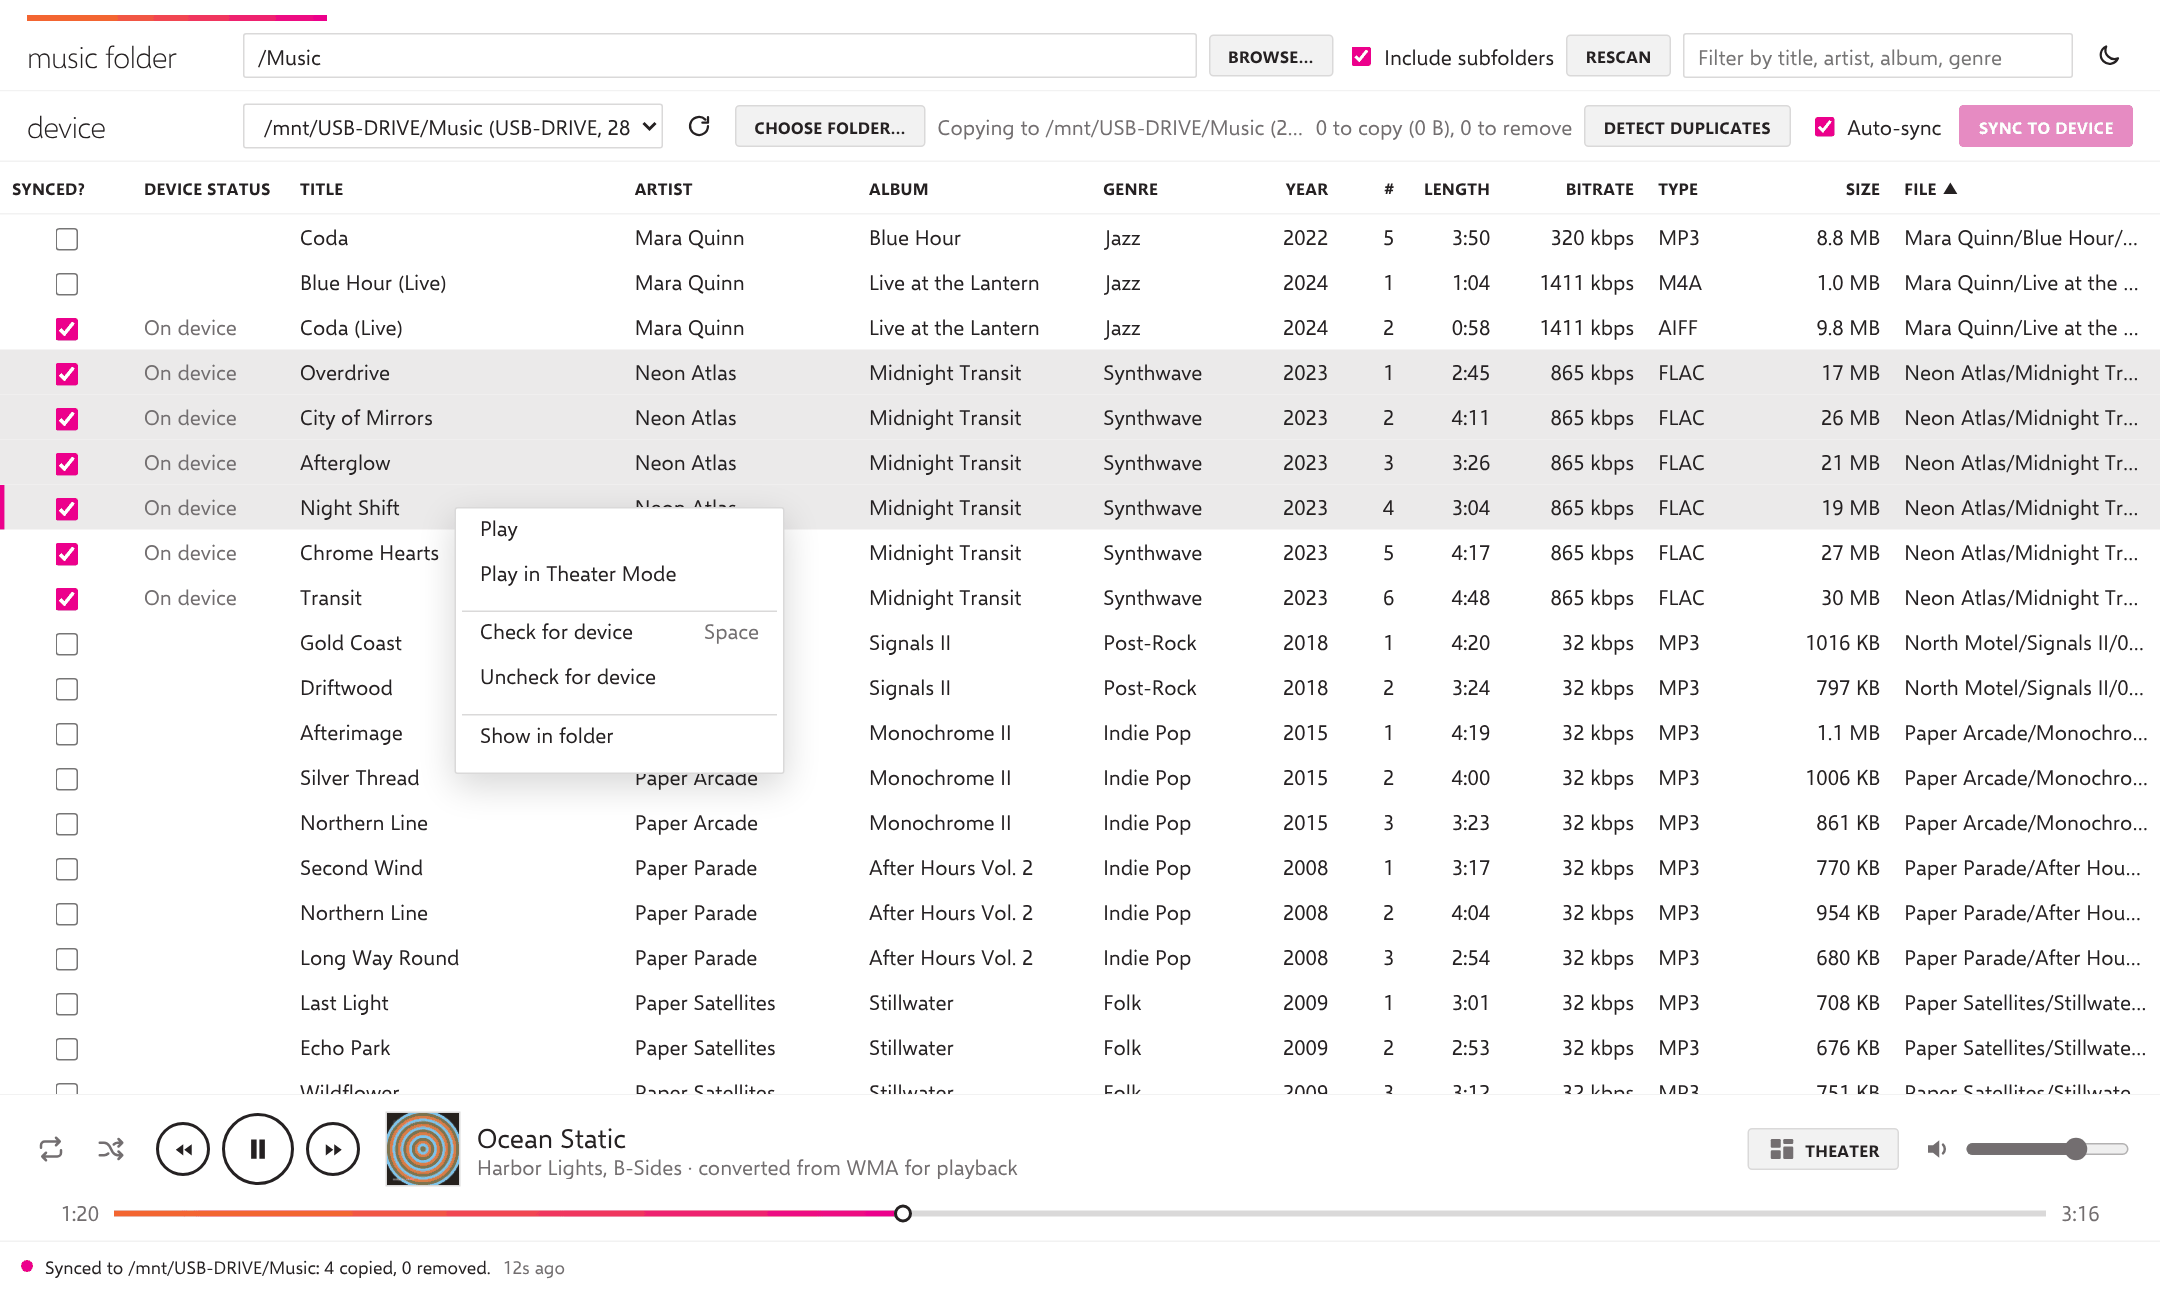 music folder /Music BROWSE... Include subfolders RESCAN Filter by title, artist, album, genre
device /mnt/USB-DRIVE/Music (USB-DRIVE, 28 CHOOSE FOLDER... Copying to /mnt/USB-DRIVE/Music (2... 0 to copy (0 B), 0 to remove DETECT DUPLICATES Auto-sync SYNC TO DEVICE
SYNCED? DEVICE STATUS TITLE ARTIST ALBUM GENRE YEAR # LENGTH BITRATE TYPE SIZE FILE ▲
Coda Mara Quinn Blue Hour Jazz 2022 5 3:50 320 kbps MP3 8.8 MB Mara Quinn/Blue Hour/...
Blue Hour (Live) Mara Quinn Live at the Lantern Jazz 2024 1 1:04 1411 kbps M4A 1.0 MB Mara Quinn/Live at the ...
On device Coda (Live) Mara Quinn Live at the Lantern Jazz 2024 2 0:58 1411 kbps AIFF 9.8 MB Mara Quinn/Live at the ...
On device Overdrive Neon Atlas Midnight Transit Synthwave 2023 1 2:45 865 kbps FLAC 17 MB Neon Atlas/Midnight Tr...
On device City of Mirrors Neon Atlas Midnight Transit Synthwave 2023 2 4:11 865 kbps FLAC 26 MB Neon Atlas/Midnight Tr...
On device Afterglow Neon Atlas Midnight Transit Synthwave 2023 3 3:26 865 kbps FLAC 21 MB Neon Atlas/Midnight Tr...
On device Night Shift Neon Atlas Midnight Transit Synthwave 2023 4 3:04 865 kbps FLAC 19 MB Neon Atlas/Midnight Tr...
On device Chrome Hearts Midnight Transit Synthwave 2023 5 4:17 865 kbps FLAC 27 MB Neon Atlas/Midnight Tr...
On device Transit Midnight Transit Synthwave 2023 6 4:48 865 kbps FLAC 30 MB Neon Atlas/Midnight Tr...
Gold Coast Signals II Post-Rock 2018 1 4:20 32 kbps MP3 1016 KB North Motel/Signals II/0...
Driftwood Signals II Post-Rock 2018 2 3:24 32 kbps MP3 797 KB North Motel/Signals II/0...
Afterimage Monochrome II Indie Pop 2015 1 4:19 32 kbps MP3 1.1 MB Paper Arcade/Monochro...
Silver Thread Paper Arcade Monochrome II Indie Pop 2015 2 4:00 32 kbps MP3 1006 KB Paper Arcade/Monochro...
Northern Line Paper Arcade Monochrome II Indie Pop 2015 3 3:23 32 kbps MP3 861 KB Paper Arcade/Monochro...
Second Wind Paper Parade After Hours Vol. 2 Indie Pop 2008 1 3:17 32 kbps MP3 770 KB Paper Parade/After Hou...
Northern Line Paper Parade After Hours Vol. 2 Indie Pop 2008 2 4:04 32 kbps MP3 954 KB Paper Parade/After Hou...
Long Way Round Paper Parade After Hours Vol. 2 Indie Pop 2008 3 2:54 32 kbps MP3 680 KB Paper Parade/After Hou...
Last Light Paper Satellites Stillwater Folk 2009 1 3:01 32 kbps MP3 708 KB Paper Satellites/Stillwate...
Echo Park Paper Satellites Stillwater Folk 2009 2 2:53 32 kbps MP3 676 KB Paper Satellites/Stillwate...
Wildflower Paper Satellites Stillwater Folk 2009 3 3:12 32 kbps MP3 751 KB Paper Satellites/Stillwate...
Play
Play in Theater Mode
Check for device Space
Uncheck for device
Show in folder
Ocean Static
Harbor Lights, B-Sides · converted from WMA for playback
THEATER
1:20 3:16
Synced to /mnt/USB-DRIVE/Music: 4 copied, 0 removed. 12s ago